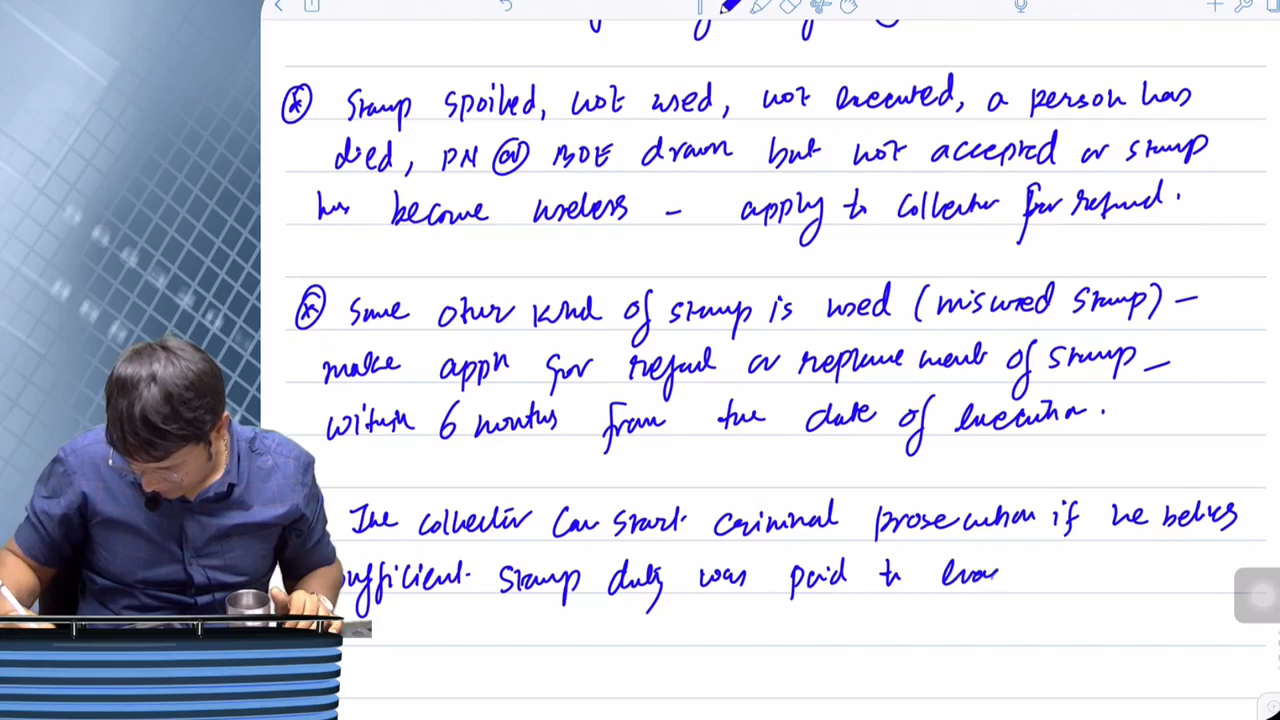 Stamp spoiled, not used, not executed, a person has
died, PN or BOE drawn but not accepted or stamp
has become useless - apply to Collector for refund.
Some other kind of stamp is used (misused stamp) -
make appn for refund or replacement of stamp -
within 6 months from the date of execution.
The collector can start criminal prosecution if he
stamp duty was paid to